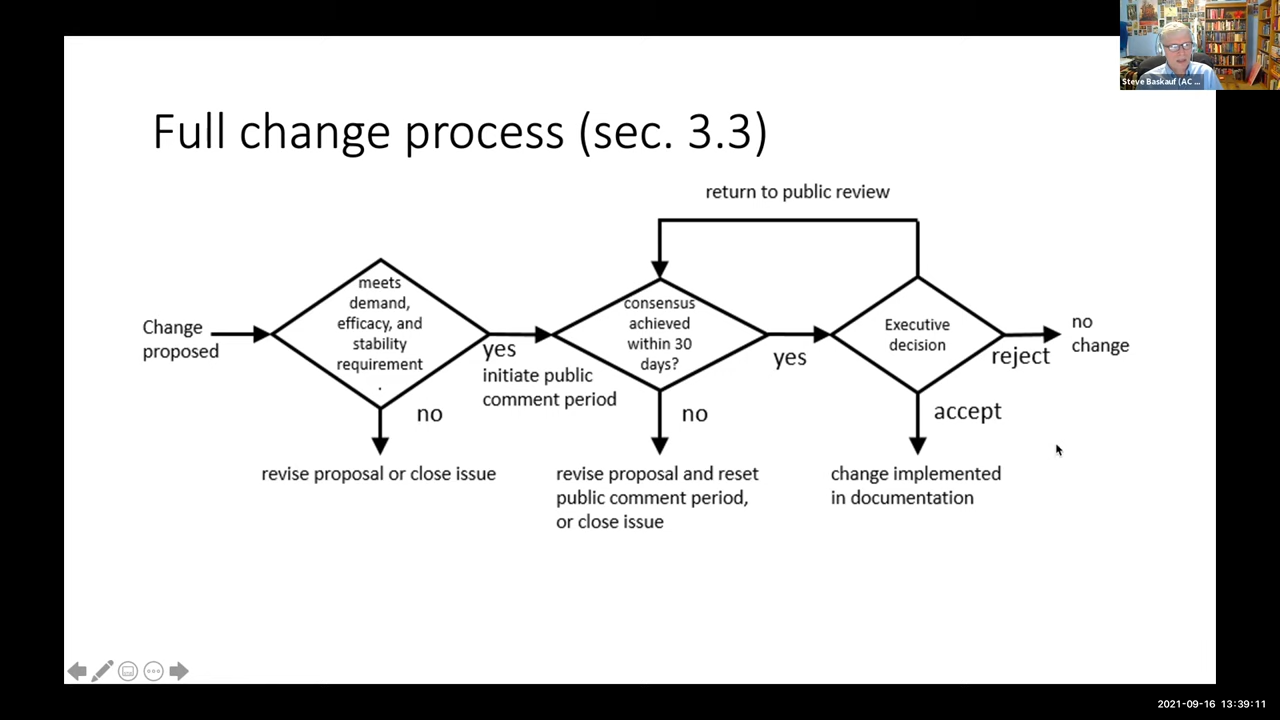 Steve Baskauf (AC ...
Full change process (sec. 3.3)
return to public review
Change
proposed
meets
demand,
efficacy, and
stability
requirement
.
yes
initiate public
comment period
no
revise proposal or close issue
consensus
achieved
within 30
days?
yes
no
revise proposal and reset
public comment period,
or close issue
Executive
decision
reject
no
change
accept
change implemented
in documentation
2021-09-16 13:39:11